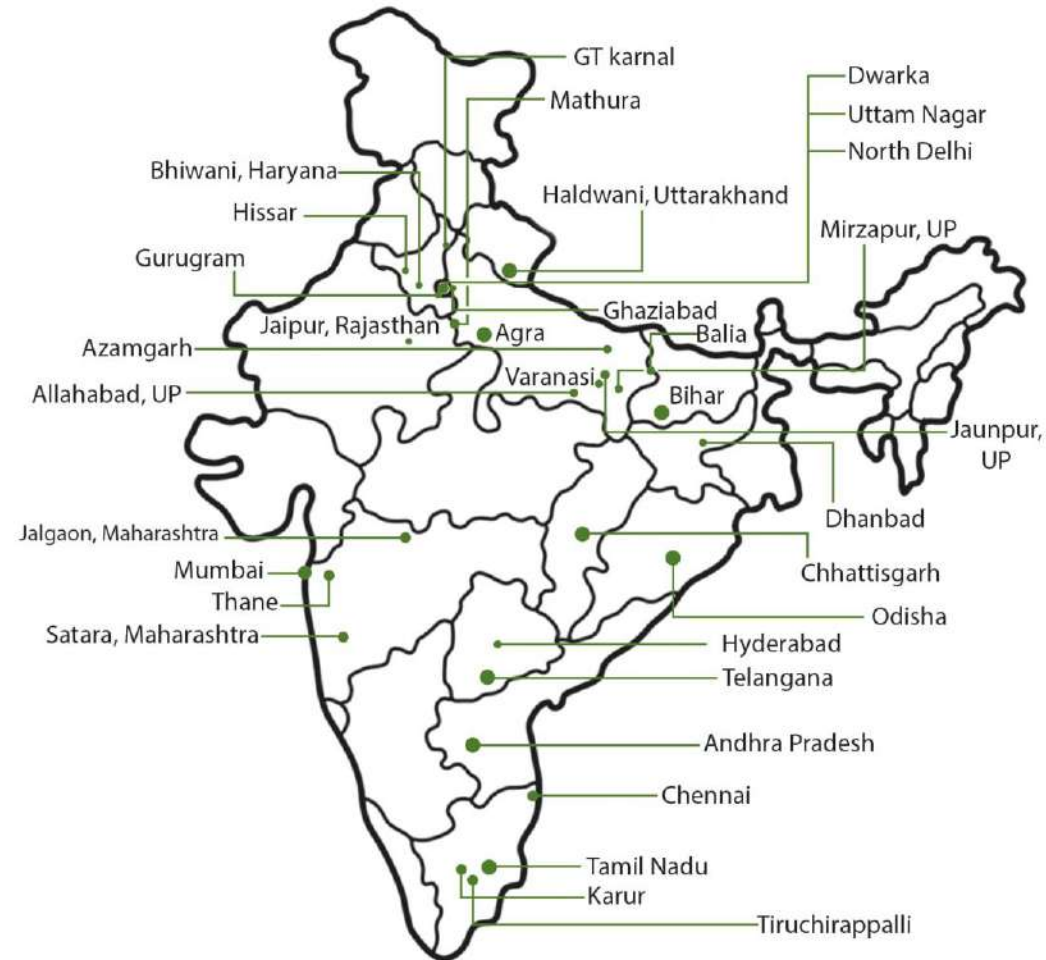 GT karnal
Mathura
Dwarka
Uttam Nagar
North Delhi
Bhiwani, Haryana
Haldwani, Uttarakhand
Hissar
Mirzapur, UP
Gurugram
Ghaziabad
Jaipur, Rajasthan
Agra
Balia
Azamgarh
Varanasi
Allahabad, UP
Bihar
Jaunpur,
UP
Dhanbad
Jalgaon, Maharashtra
Mumbai
Chhattisgarh
Thane
Odisha
Satara, Maharashtra
Hyderabad
Telangana
Andhra Pradesh
Chennai
Tamil Nadu
Karur
Tiruchirappalli